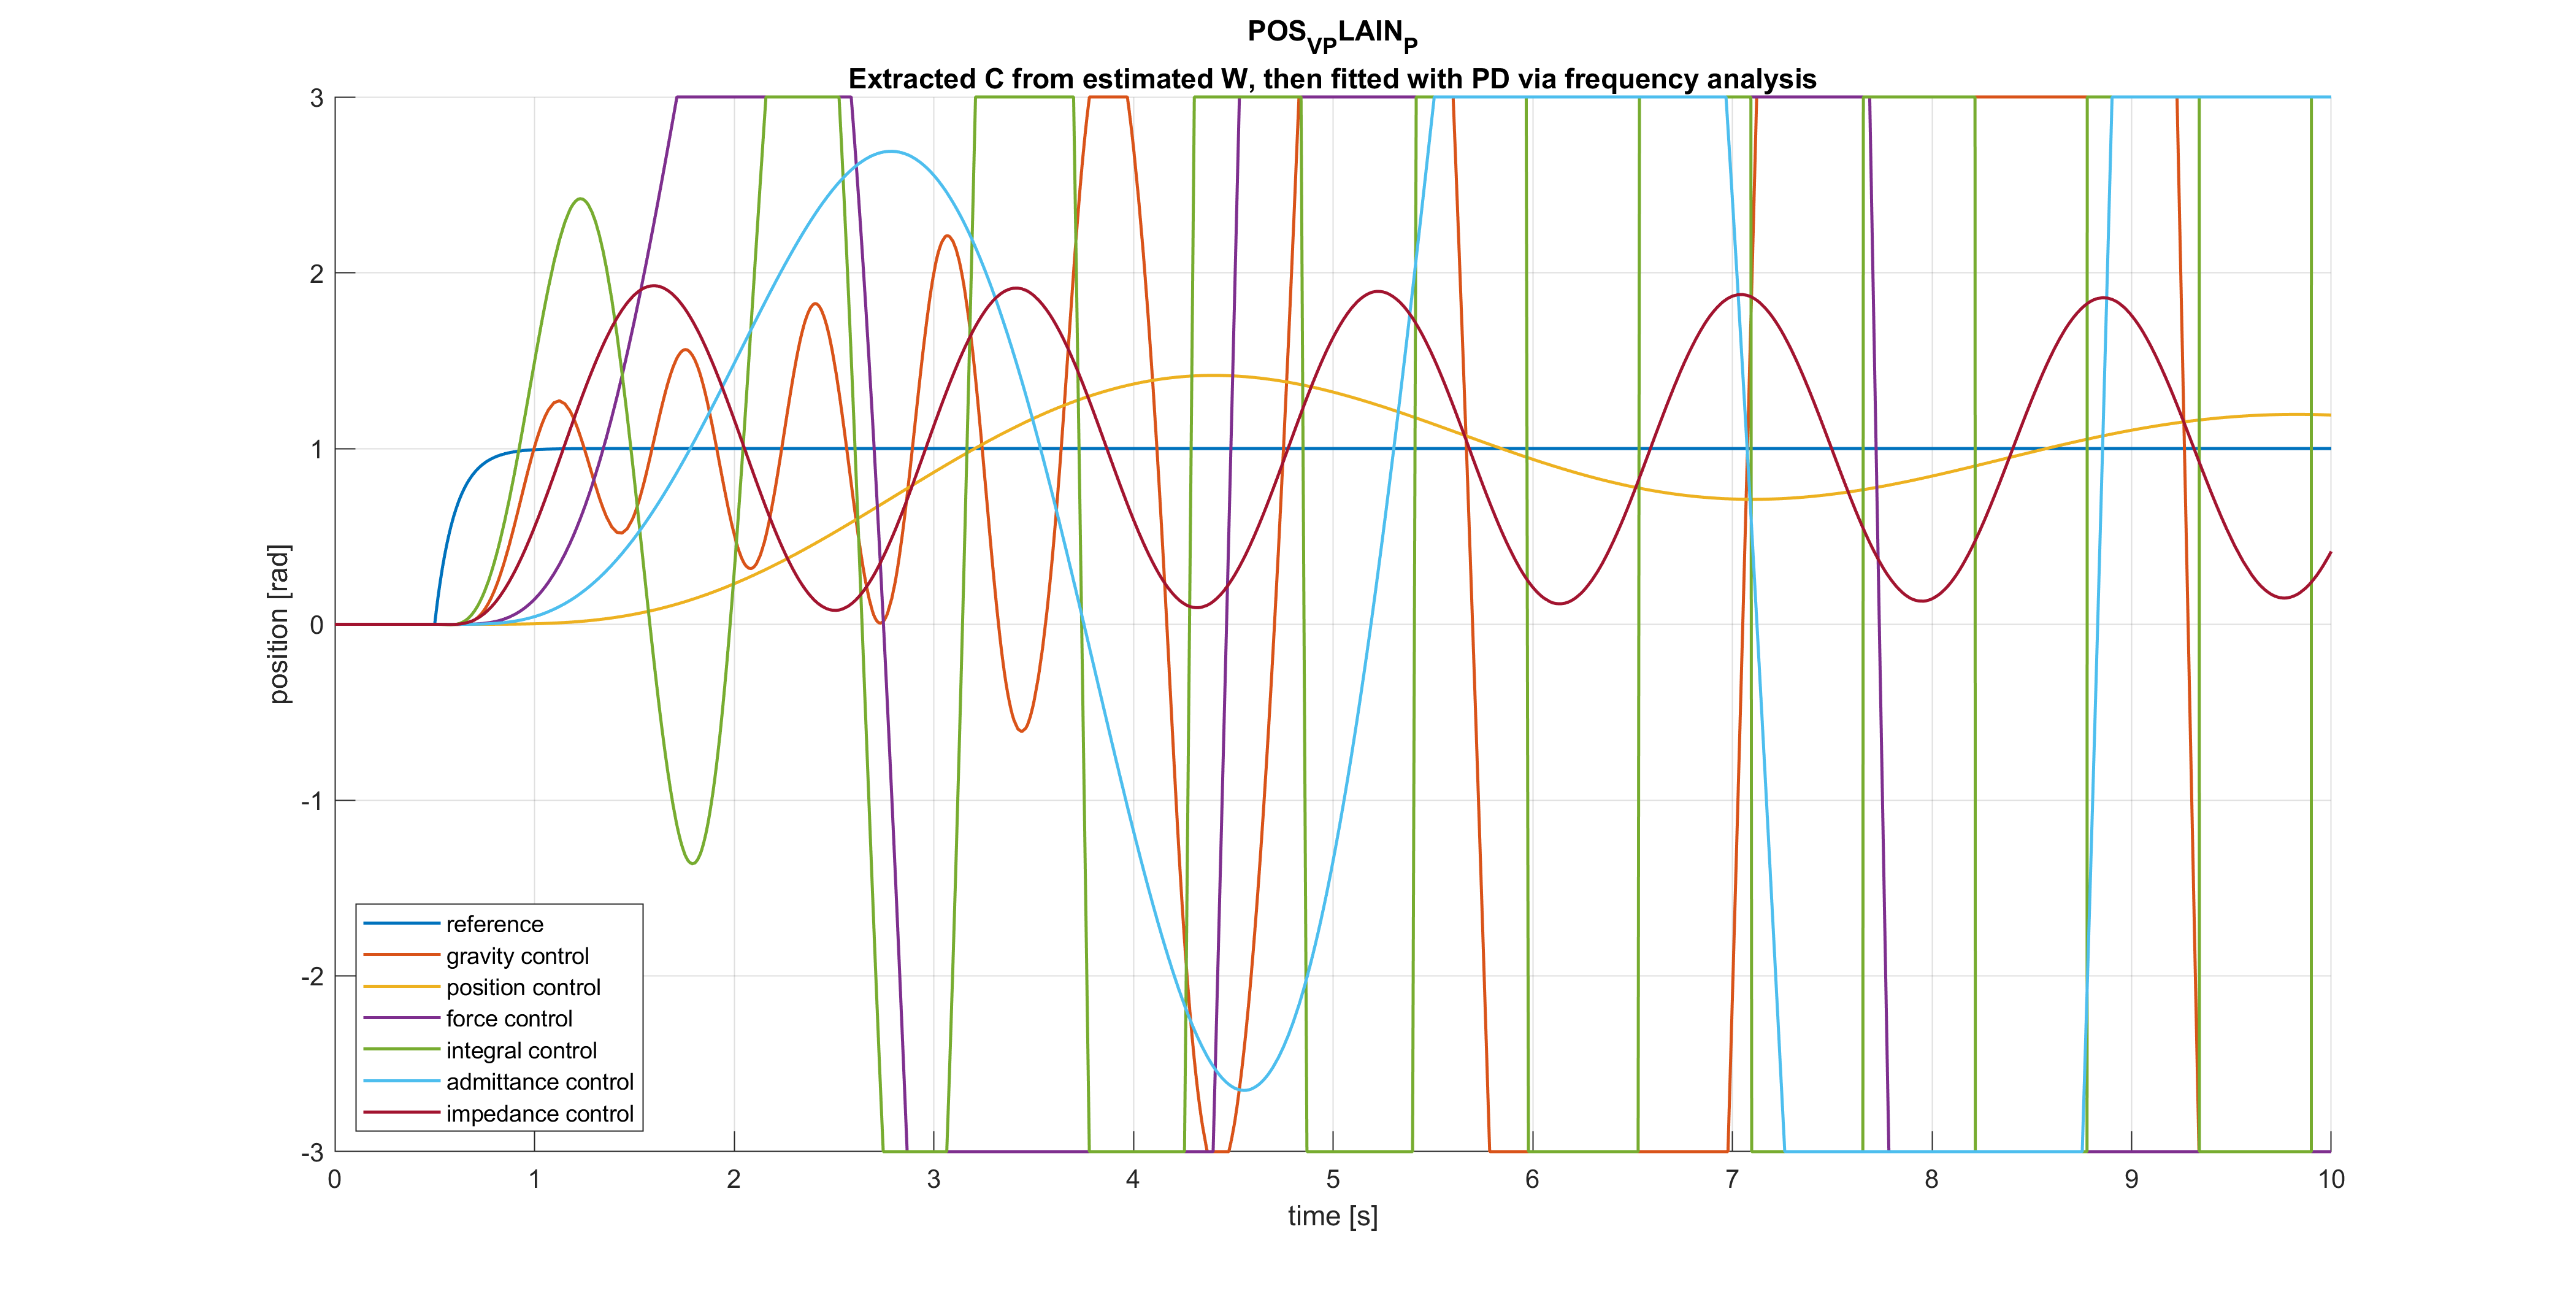 POSVPLAINP
Extracted C from estimated W, then fitted with PD via frequency analysis
3
2
1
0
-1
-2
-3
position [rad]
reference
gravity control
position control
force control
integral control
admittance control
impedance control
0 1 2 3 4 5 6 7 8 9 10
time [s]